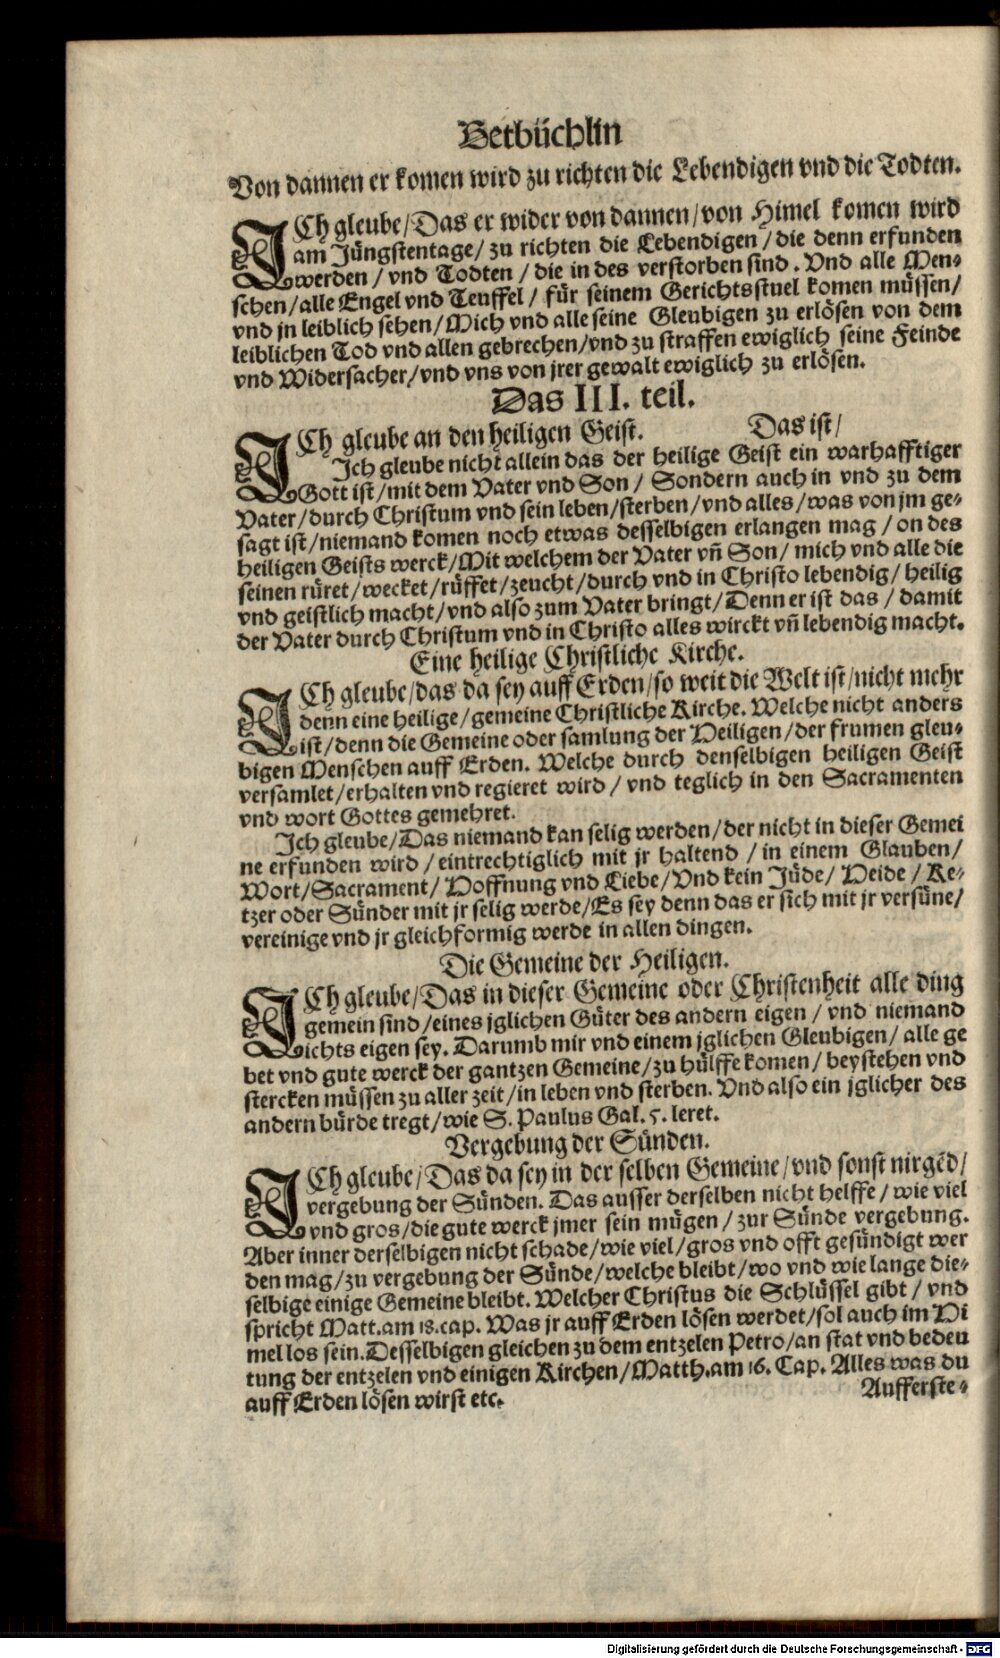 Betbüchlin
Von dannen er komen wird zu richten die Lebendigen vnd die Todten.
ICh gleube/Das er wider von dannen/von Himel komen wird
am Jüngstentage/zu richten die Lebendigen/die denn erfunden
werden/vnd Todten/die in des verstorben sind. Vnd alle Men-
schen/alle Engel vnd Teuffel/für seinem Gerichtsstuel komen müssen/
vnd jn leiblich sehen/Mich vnd alle seine Gleubigen zu erlösen von dem
leiblichen Tod vnd allen gebrechen/vnd zu straffen ewiglich seine Feinde
vnd Widersacher/vnd vns von jrer gewalt ewiglich zu erlösen.
Das III. teil.
ICh gleube an den heiligen Geist. Das ist/
Ich gleube nicht allein das der heilige Geist ein warhafftiger
Gott ist/mit dem Vater vnd Son/Sondern auch in vnd zu dem
Vater/durch Christum vnd sein leben/sterben/vnd alles/was von jm ge-
sagt ist/niemand komen noch etwas desselbigen erlangen mag/on des
heiligen Geists werck/Mit welchem der Vater vñ Son/mich vnd alle die
seinen rüret/wecket/rüffet/zeucht/durch vnd in Christo lebendig/heilig
vnd geistlich macht/vnd also zum Vater bringt/Denn er ist das/damit
der Vater durch Christum vnd in Christo alles wirckt vñ lebendig macht.
Eine heilige Christliche Kirche.
ICh gleube/das da sey auff Erden/so weit die Welt ist/nicht mehr
denn eine heilige/gemeine Christliche Kirche. Welche nicht anders
ist/denn die Gemeine oder samlung der Heiligen/der frumen gleu-
bigen Menschen auff Erden. Welche durch denselbigen heiligen Geist
versamlet/erhalten vnd regieret wird/vnd teglich in den Sacramenten
vnd wort Gottes gemehret.
Ich gleube/Das niemand kan selig werden/der nicht in dieser Gemei
ne erfunden wird/eintrechtiglich mit jr haltend/in einem Glauben/
Wort/Sacrament/Hoffnung vnd Liebe/Vnd kein Jüde/Heide/Ke-
tzer oder Sünder mit jr selig werde/Es sey denn das er sich mit jr versüne/
vereinige vnd jr gleichformig werde in allen dingen.
Die Gemeine der Heiligen.
ICh gleube/Das in dieser Gemeine oder Christenheit alle ding
gemein sind/eines jglichen Güter des andern eigen/vnd niemand
ichts eigen sey. Darumb mir vnd einem jglichen Gleubigen/alle ge
bet vnd gute werck der gantzen Gemeine/zu hülffe komen/beystehen vnd
stercken müssen zu aller zeit/in leben vnd sterben. Vnd also ein jglicher des
andern bürde tregt/wie S. Paulus Gal. 5. leret.
Vergebung der Sünden.
ICh gleube/Das da sey in der selben Gemeine/vnd sonst nirgēd/
vergebung der Sünden. Das ausser derselben nicht helffe/wie viel
vnd gros/die gute werck jmer sein mügen/zur Sünde vergebung.
Aber inner derselbigen nicht schade/wie viel/gros vnd offt gesündigt wer
den mag/zu vergebung der Sünde/welche bleibt/wo vnd wie lange die-
selbige einige Gemeine bleibt. Welcher Christus die Schlüssel gibt/vnd
spricht Matt.am 18.cap. Was jr auff Erden lösen werdet/sol auch im Hi
mel los sein. Desselbigen gleichen zu dem entzelen Petro/an stat vnd bedeu
tung der entzelen vnd einigen Kirchen/Matth.am 16. Cap. Alles was du
auff Erden lösen wirst etc.
Aufferste-
Digitalisierung gefördert durch die Deutsche Forschungsgemeinschaft - DFG